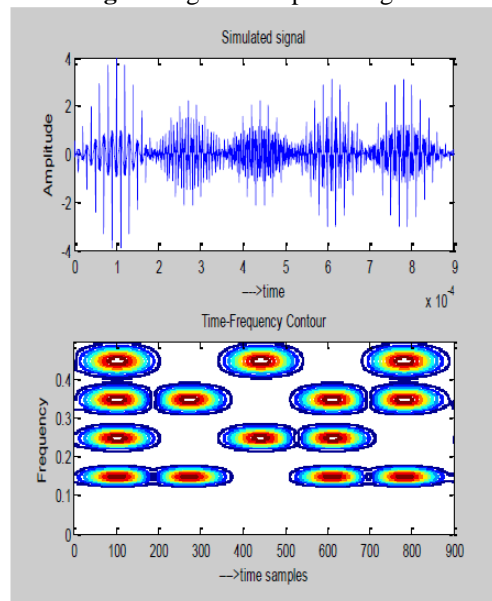 Simulated signal
4
2
0
-2
-4
Amplitude
0 1 2 3 4 5 6 7 8 9
--->time
x 10^-4
Time-Frequency Contour
0.4
0.3
0.2
0.1
0
Frequency
0 100 200 300 400 500 600 700 800 900
--->time samples